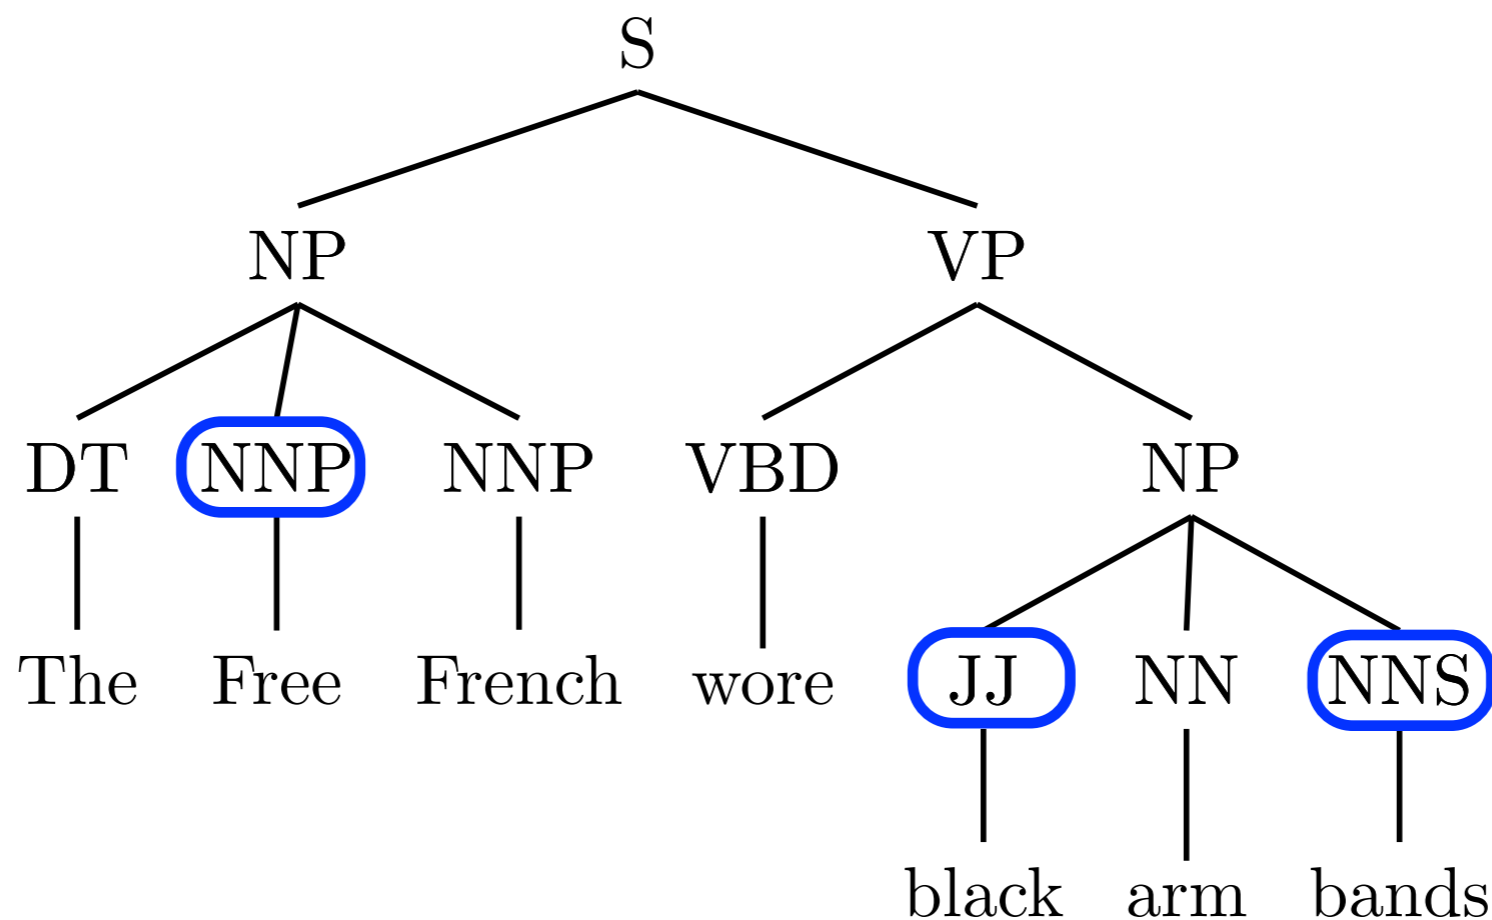 S
NP VP
DT NNP NNP VBD NP
The Free French wore JJ NN NNS
black arm bands